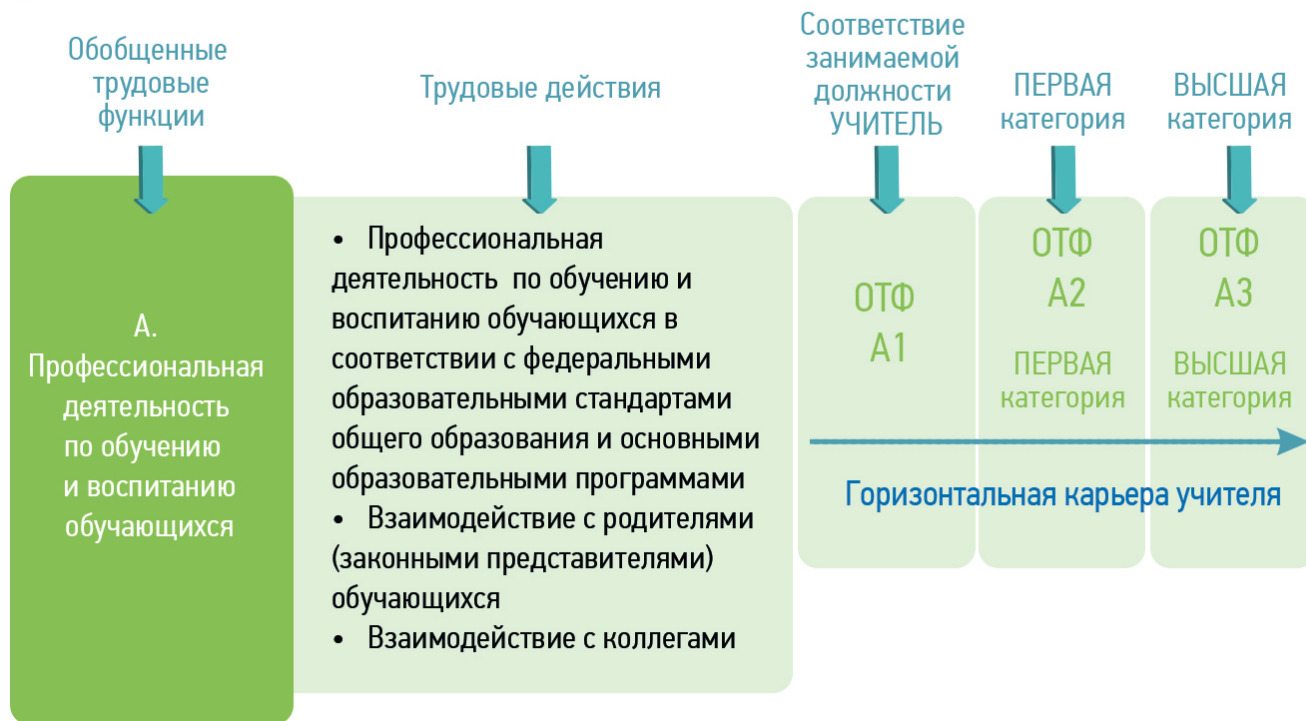 Обобщенные
трудовые
функции
Трудовые действия
Соответствие
занимаемой
должности
УЧИТЕЛЬ
ПЕРВАЯ
категория
ВЫСШАЯ
категория
А.
Профессиональная
деятельность
по обучению
и воспитанию
обучающихся
• Профессиональная
деятельность по обучению и
воспитанию обучающихся в
соответствии с федеральными
образовательными стандартами
общего образования и основными
образовательными программами
• Взаимодействие с родителями
(законными представителями)
обучающихся
• Взаимодействие с коллегами
ОТФ
А1
ОТФ
А2
ПЕРВАЯ
категория
ОТФ
А3
ВЫСШАЯ
категория
Горизонтальная карьера учителя